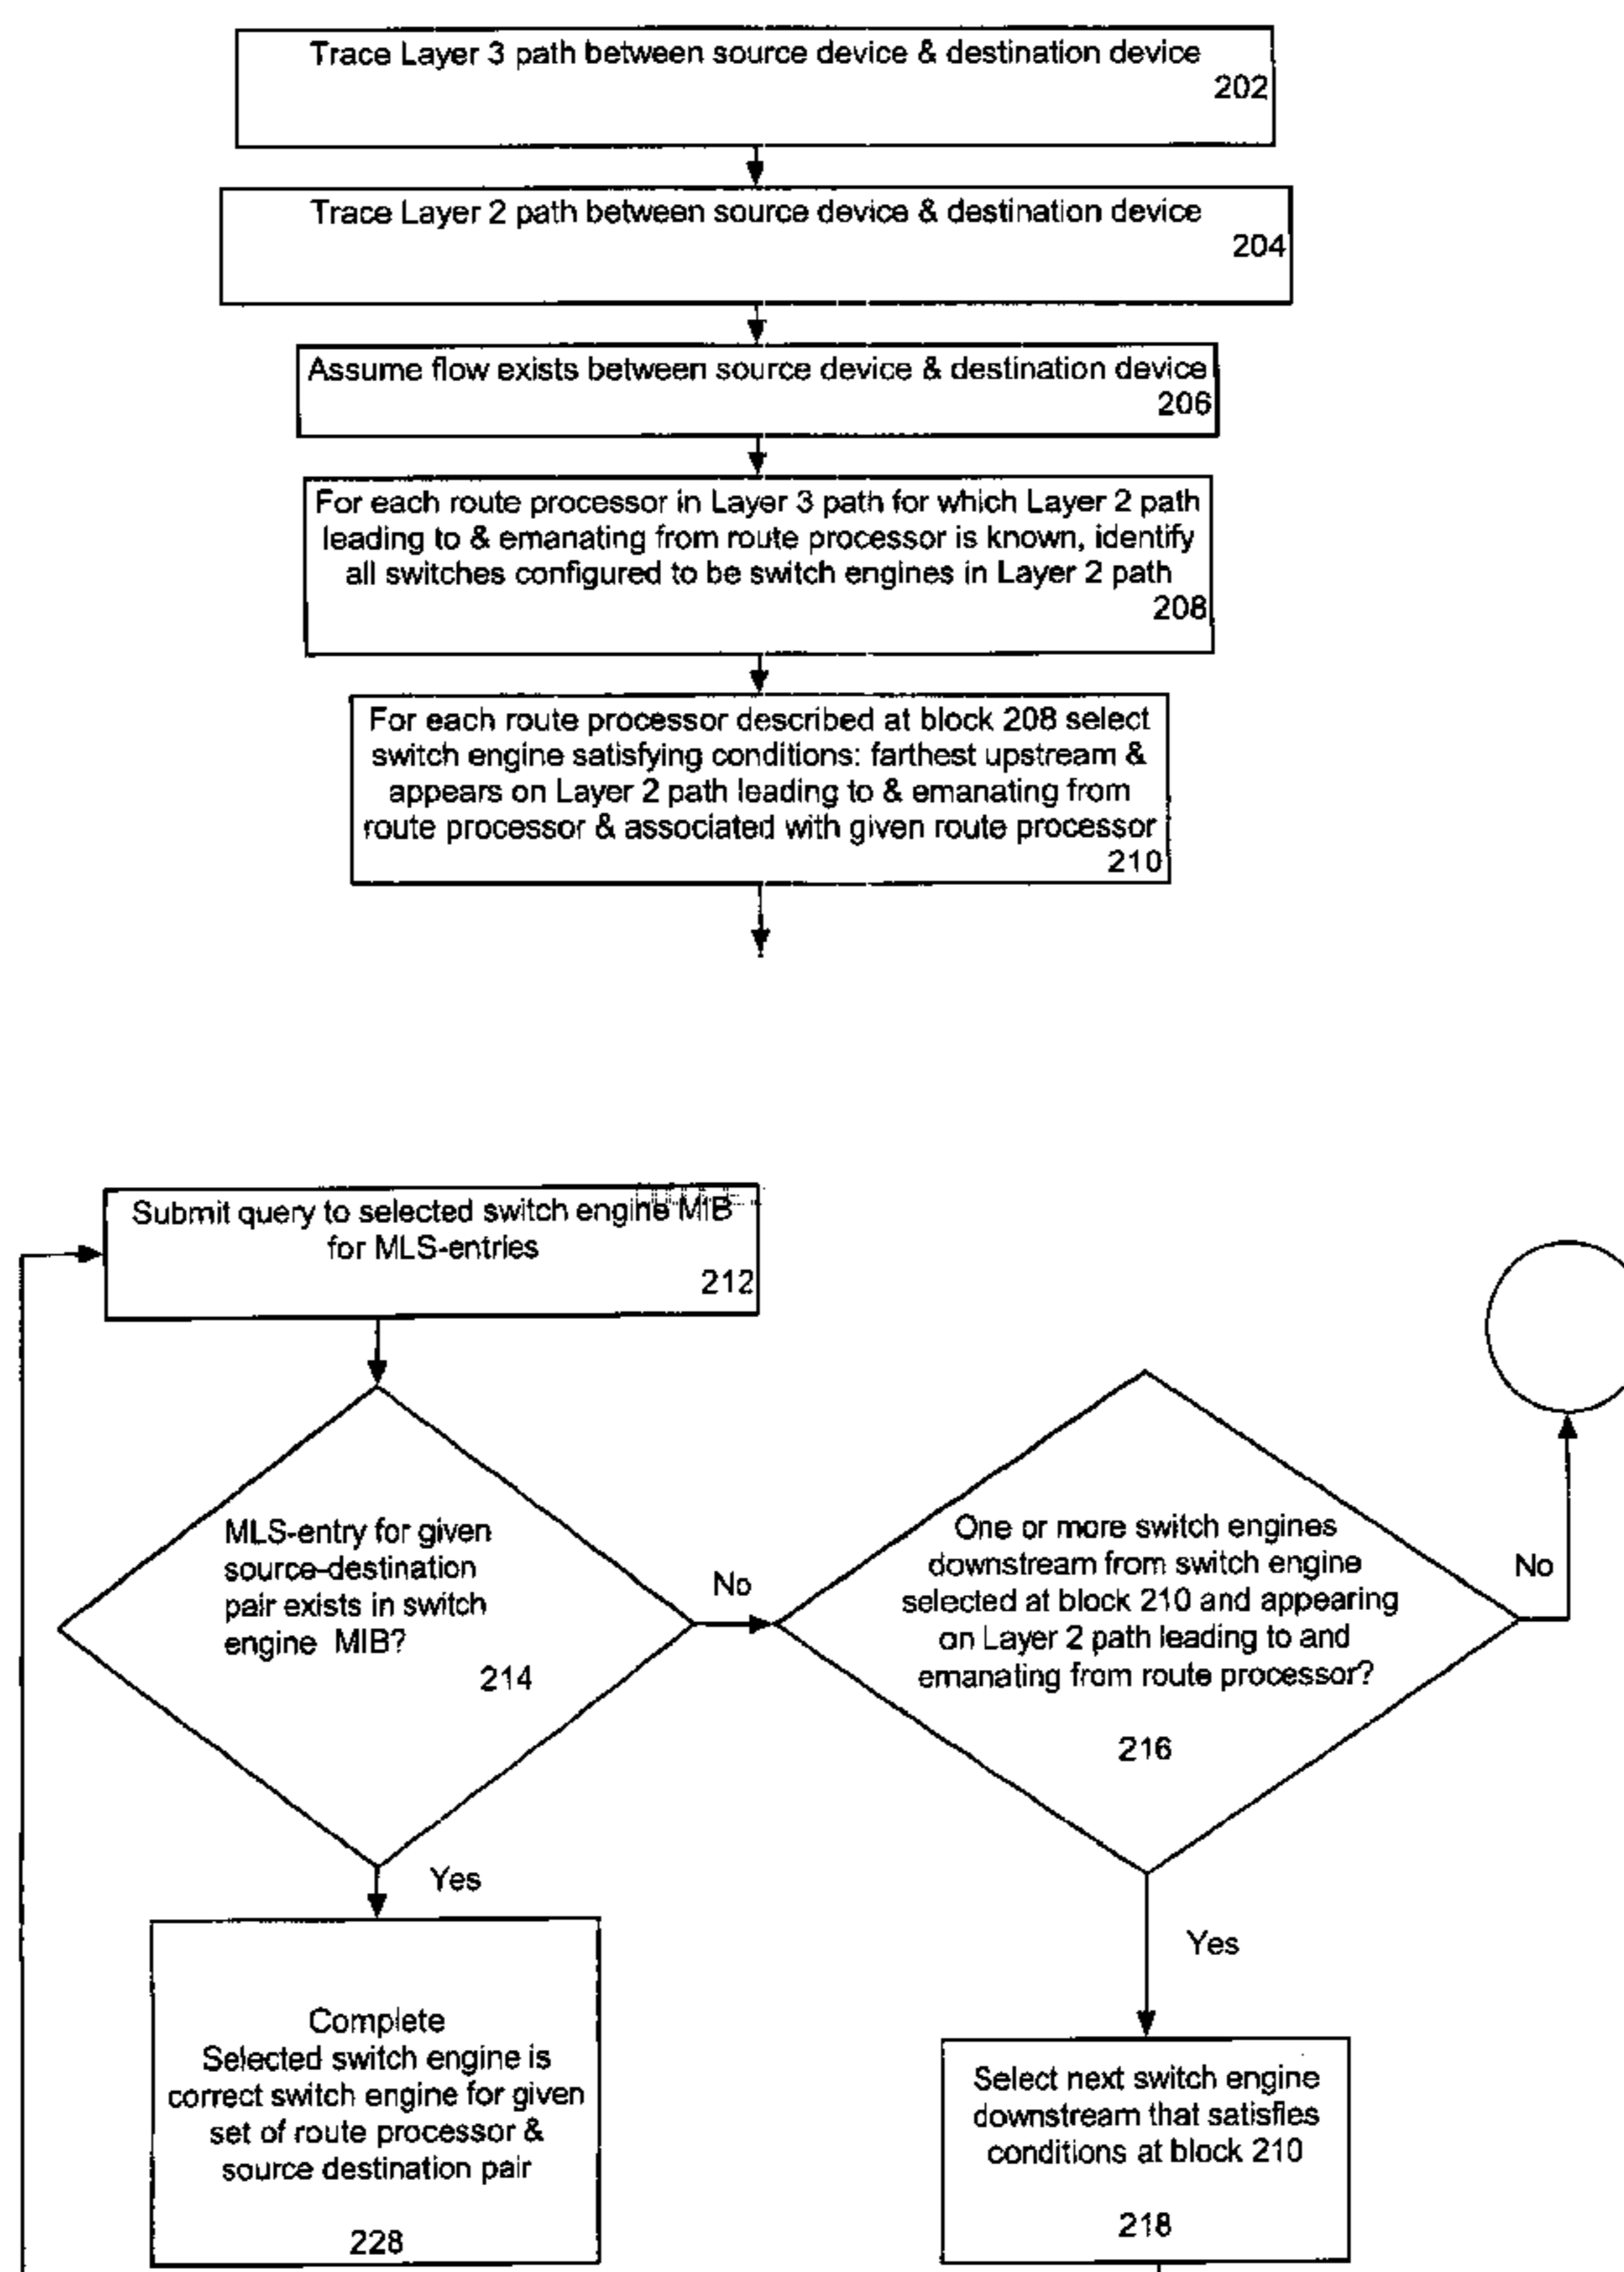 Trace Layer 3 path between source device & destination device
202
Trace Layer 2 path between source device & destination device
204
Assume flow exists between source device & destination device
206
For each route processor in Layer 3 path for which Layer 2 path
leading to & emanating from route processor is known, identify
all switches configured to be switch engines in Layer 2 path
208
For each route processor described at block 208 select
switch engine satisfying conditions: farthest upstream &
appears on Layer 2 path leading to & emanating from
route processor & associated with given route processor
210
Submit query to selected switch engine MIB
for MLS-entries
212
MLS-entry for given
source-destination
pair exists in switch
engine MIB?
214
No
One or more switch engines
downstream from switch engine
selected at block 210 and appearing
on Layer 2 path leading to and
emanating from route processor?
216
No
Yes
Complete
Selected switch engine is
correct switch engine for given
set of route processor &
source destination pair
228
Yes
Select next switch engine
downstream that satisfies
conditions at block 210
218